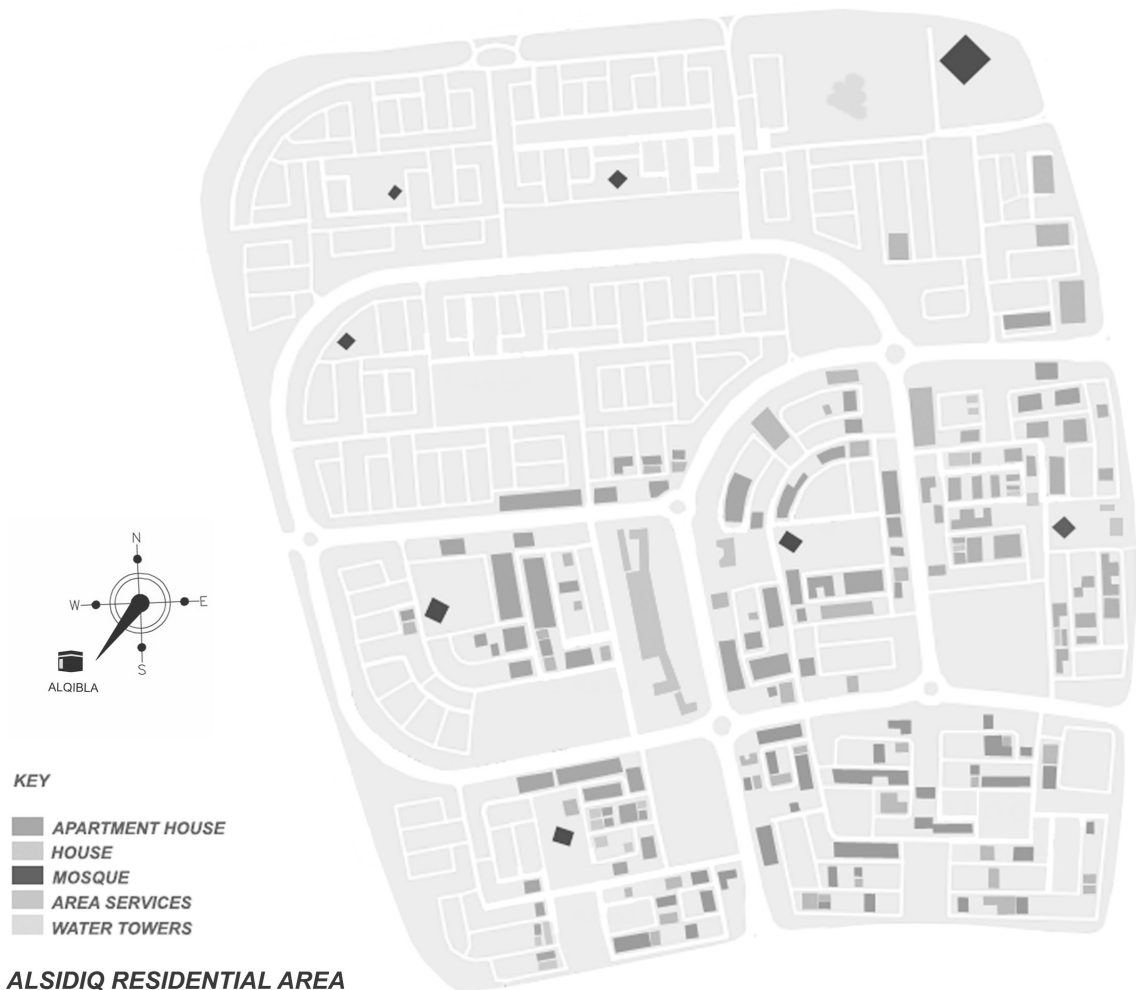 N
W
E
S
ALQIBLA
KEY
APARTMENT HOUSE
HOUSE
MOSQUE
AREA SERVICES
WATER TOWERS
ALSIDIQ RESIDENTIAL AREA